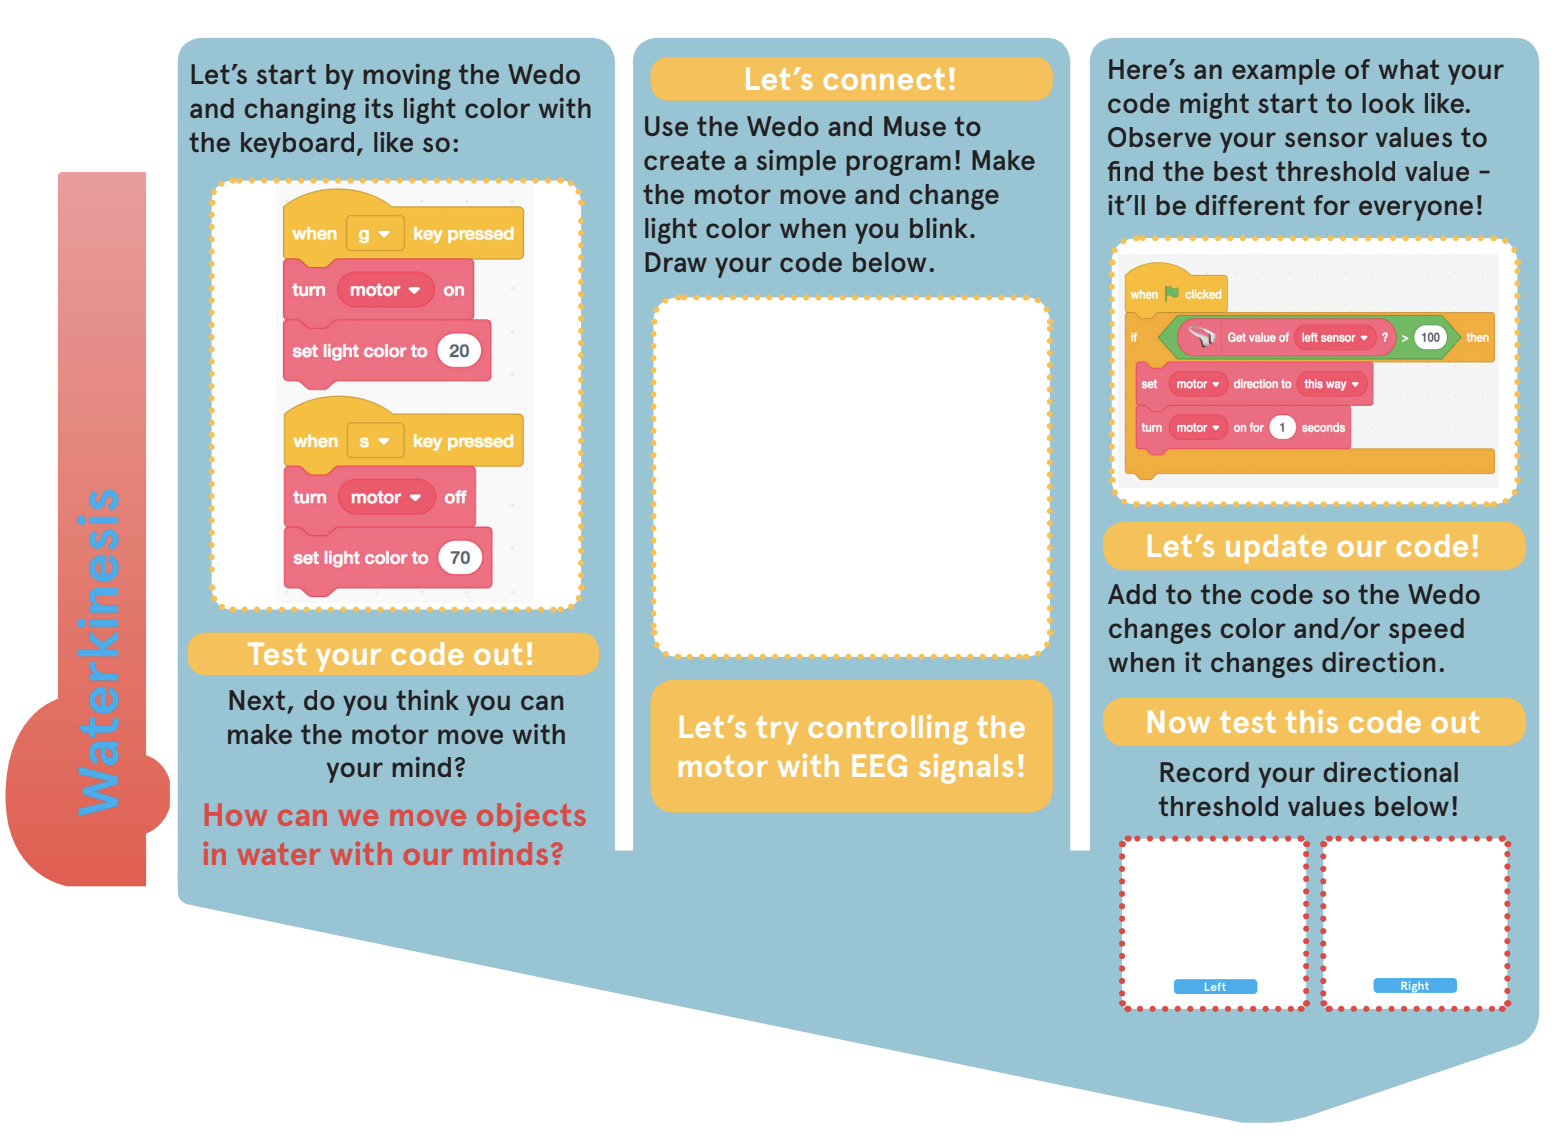 Waterkinesis
Let's start by moving the Wedo
and changing its light color with
the keyboard, like so:
when g key pressed
turn motor on
set light color to 20
when s key pressed
turn motor off
set light color to 70
Test your code out!
Next, do you think you can
make the motor move with
your mind?
How can we move objects
in water with our minds?
Let's connect!
Use the Wedo and Muse to
create a simple program! Make
the motor move and change
light color when you blink.
Draw your code below.
Let's try controlling the
motor with EEG signals!
Here's an example of what your
code might start to look like.
Observe your sensor values to
find the best threshold value -
it'll be different for everyone!
when clicked
if Get value of left sensor ? > 100 then
set motor direction to this way
turn motor on for 1 seconds
Let's update our code!
Add to the code so the Wedo
changes color and/or speed
when it changes direction.
Now test this code out
Record your directional
threshold values below!
Left
Right